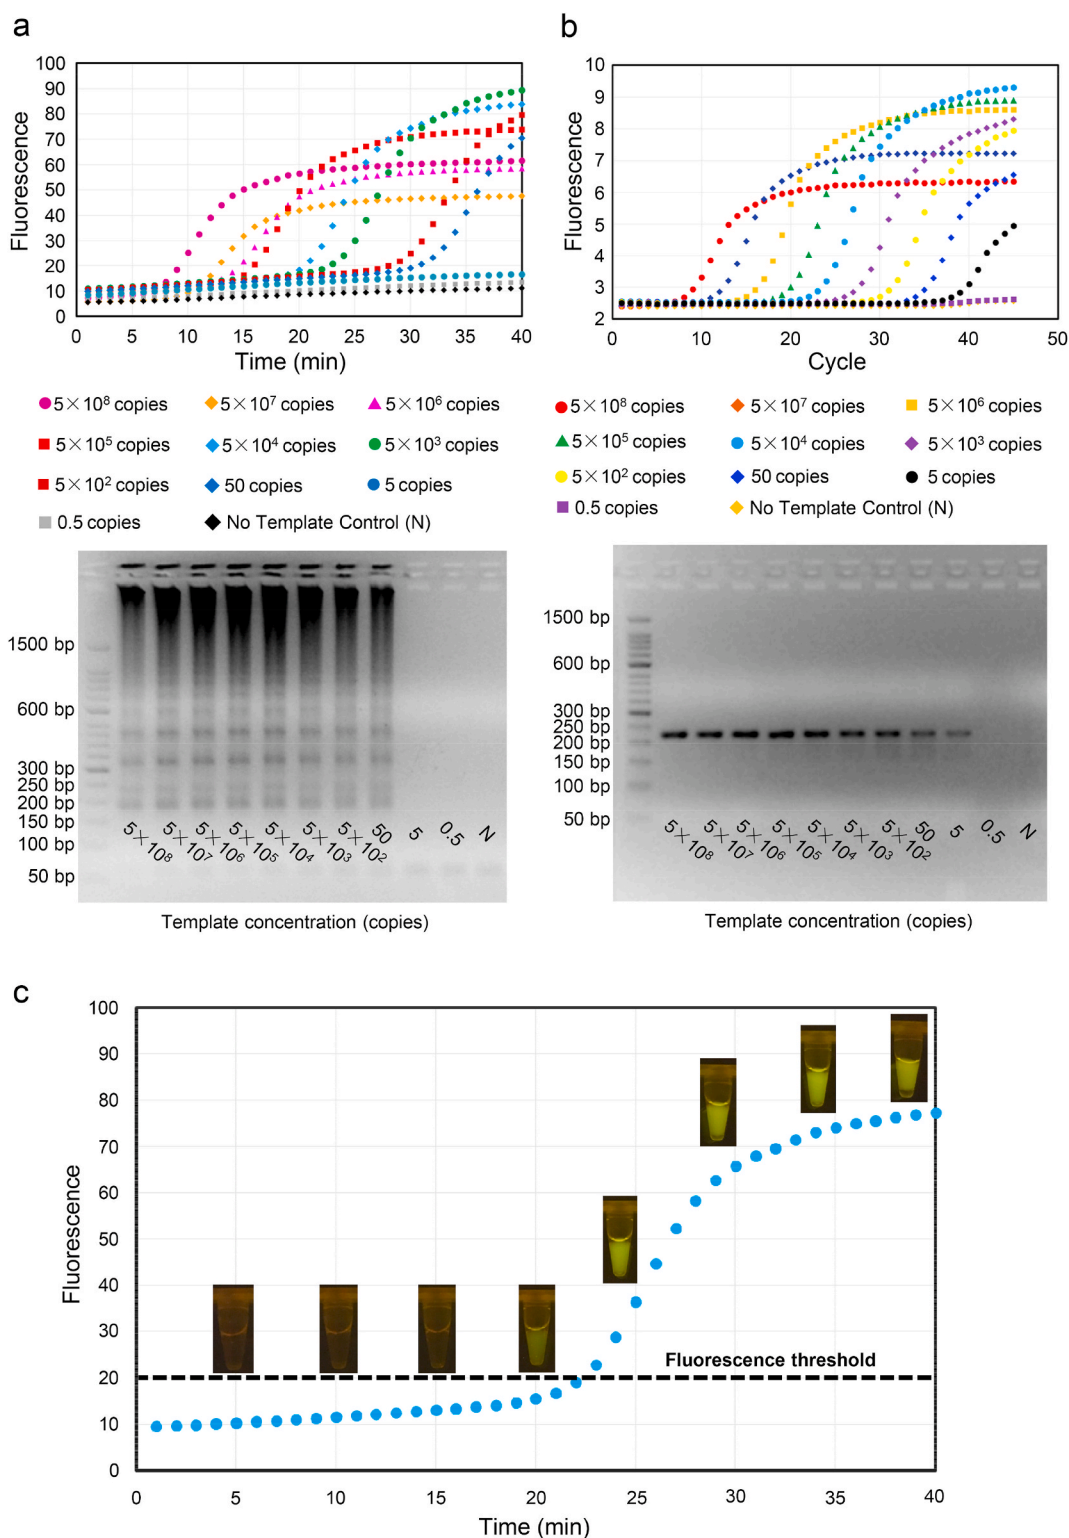 a
100
90
80
70
60
50
40
30
20
10
0
Fluorescence
0 5 10 15 20 25 30 35 40
Time (min)
5×10⁸ copies 5×10⁷ copies 5×10⁶ copies
5×10⁵ copies 5×10⁴ copies 5×10³ copies
5×10² copies 50 copies 5 copies
0.5 copies No Template Control (N)
1500 bp
600 bp
300 bp
250 bp
200 bp
150 bp
100 bp
50 bp
5×10⁸ 5×10⁷ 5×10⁶ 5×10⁵ 5×10⁴ 5×10³ 5×10² 50 5 0.5 N
Template concentration (copies)
b
10
9
8
7
6
5
4
3
2
Fluorescence
0 10 20 30 40 50
Cycle
5×10⁸ copies 5×10⁷ copies 5×10⁶ copies
5×10⁵ copies 5×10⁴ copies 5×10³ copies
5×10² copies 50 copies 5 copies
0.5 copies No Template Control (N)
1500 bp
600 bp
300 bp
250 bp
200 bp
150 bp
100 bp
50 bp
5×10⁸ 5×10⁷ 5×10⁶ 5×10⁵ 5×10⁴ 5×10³ 5×10² 50 5 0.5 N
Template concentration (copies)
c
100
90
80
70
60
50
40
30
20
10
0
Fluorescence
Fluorescence threshold
0 5 10 15 20 25 30 35 40
Time (min)